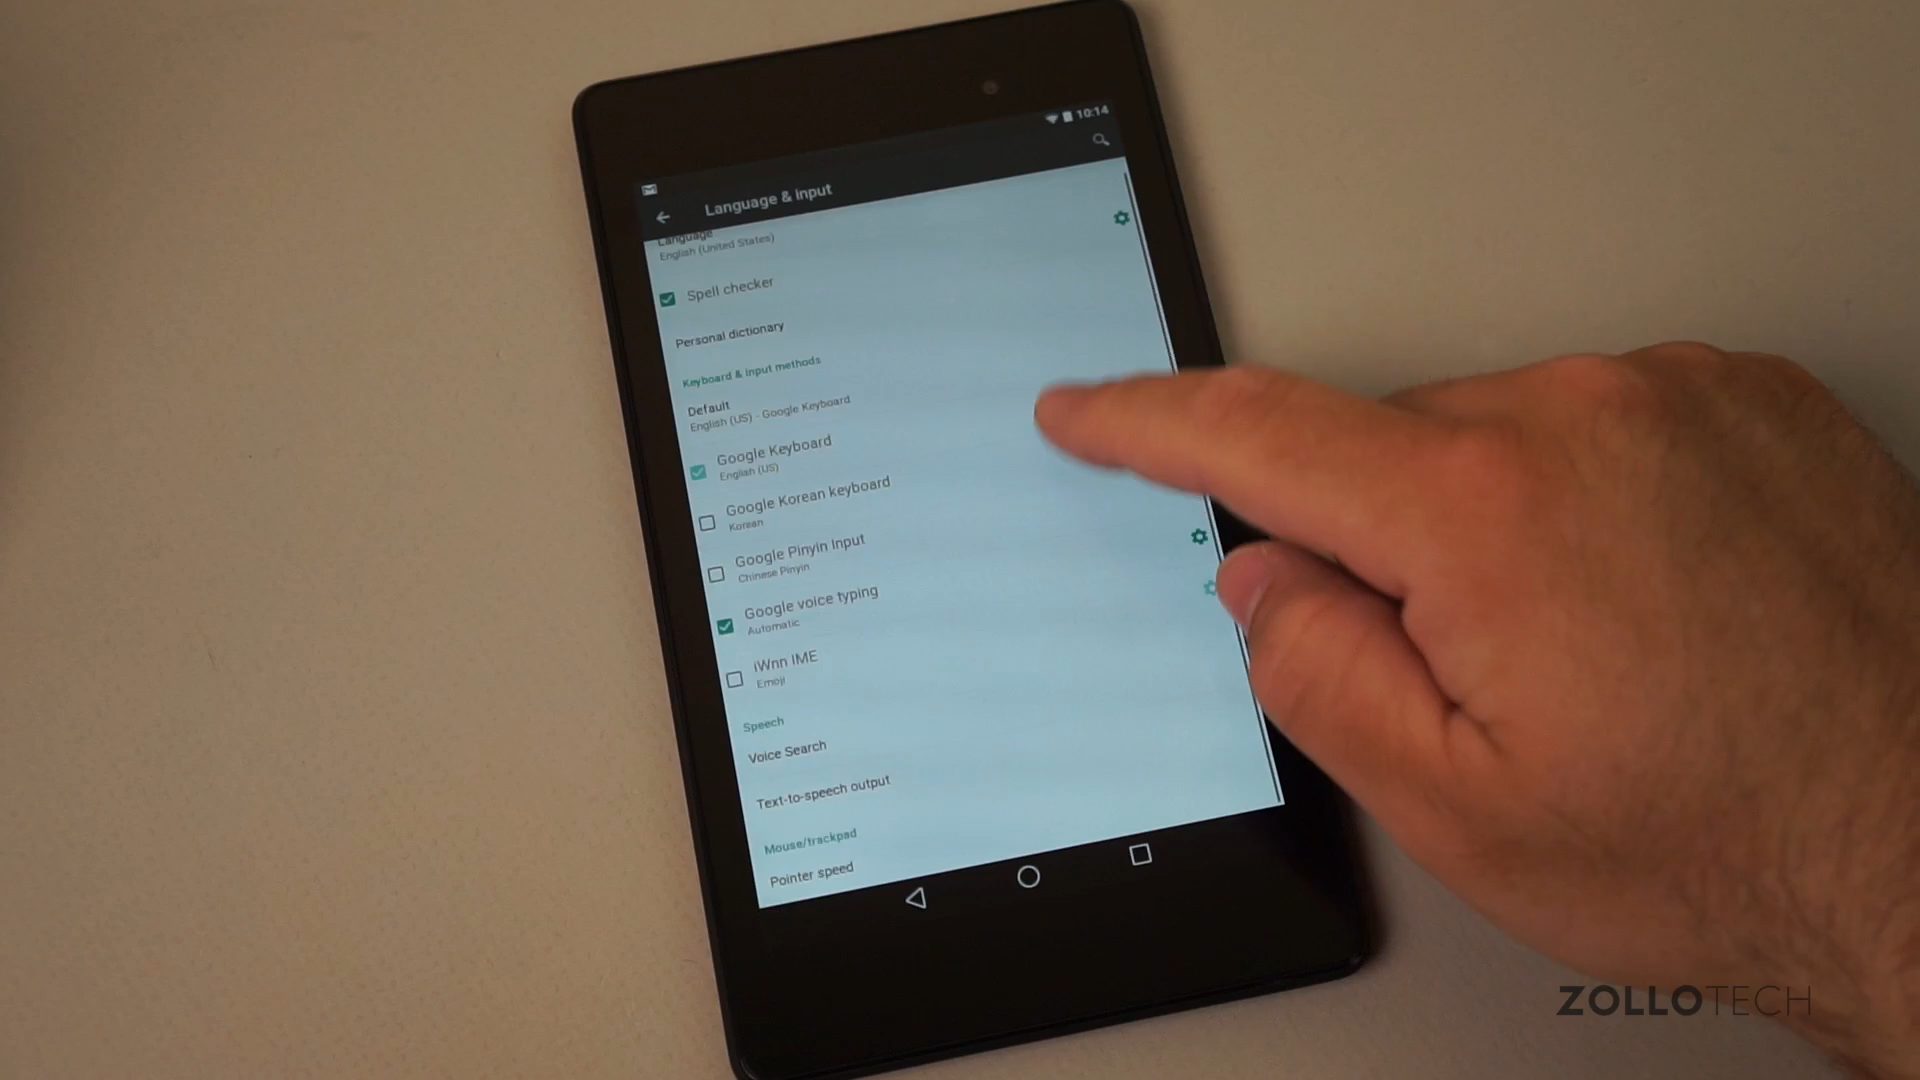 10:14
Language & input
Language
English (United States)
Spell checker
Personal dictionary
Keyboard & input methods
Default
English (US) - Google Keyboard
Google Keyboard
English (US)
Google Korean keyboard
Korean
Google Pinyin Input
Chinese Pinyin
Google voice typing
Automatic
iWnn IME
Emoji
Speech
Voice Search
Text-to-speech output
Mouse/trackpad
Pointer speed
ZOLLOTECH